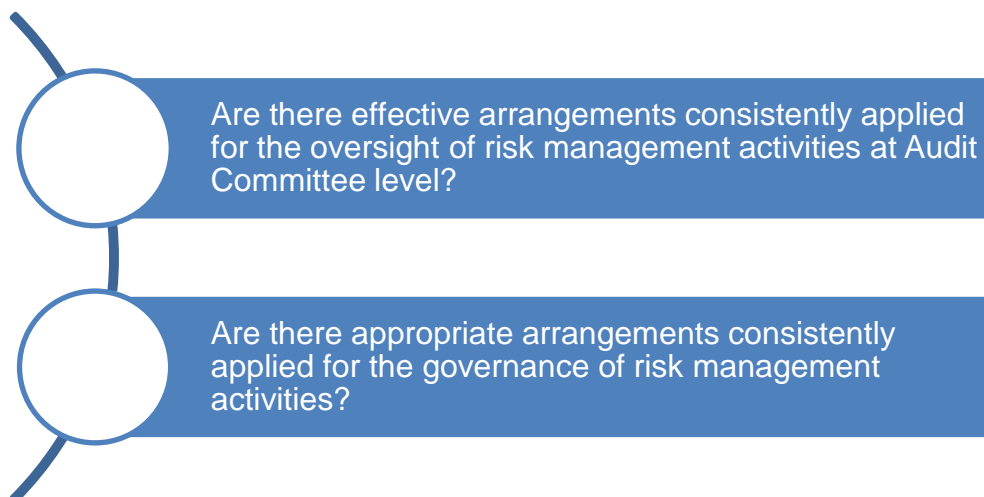 Are there effective arrangements consistently applied
for the oversight of risk management activities at Audit
Committee level?
Are there appropriate arrangements consistently
applied for the governance of risk management
activities?